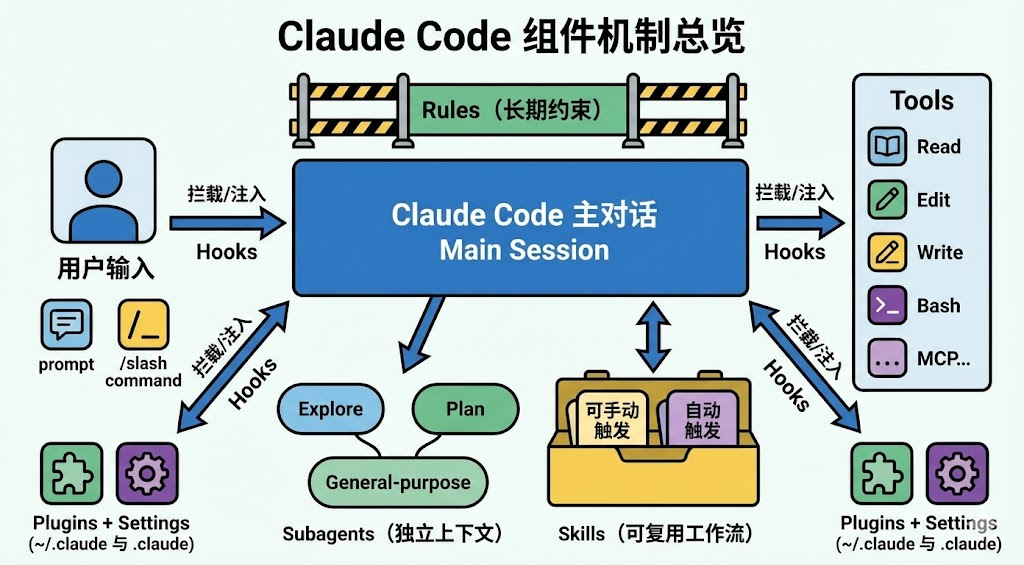 Claude Code 组件机制总览
Rules（长期约束）
用户输入
prompt
/slash
command
拦截/注入
Hooks
Claude Code 主对话
Main Session
拦截/注入
Hooks
Tools
Read
Edit
Write
Bash
MCP...
拦截/注入
Hooks
Explore
Plan
General-purpose
Subagents（独立上下文）
可手动
触发
自动
触发
Skills（可复用工作流）
拦截/注入
Hooks
Plugins + Settings
(~/.claude 与 .claude)
Plugins + Settings
(~/.claude 与 .claude)